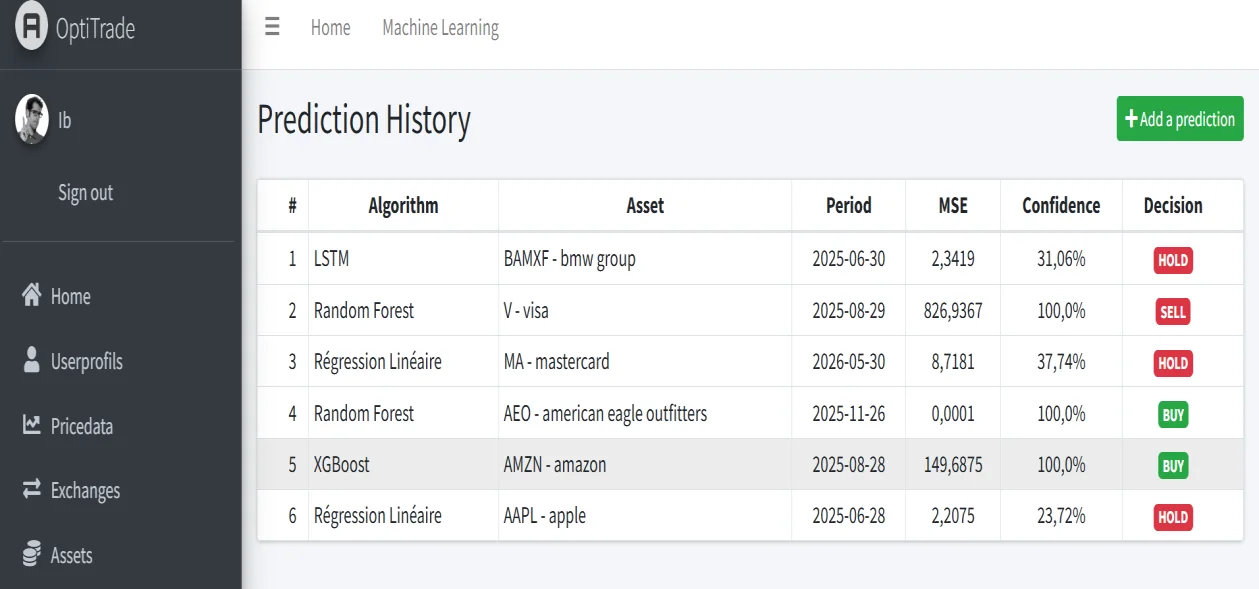 OptiTrade
Home Machine Learning
Ib
Sign out
Home
Userprofils
Pricedata
Exchanges
Assets
Prediction History
Add a prediction
# Algorithm Asset Period MSE Confidence Decision
1 LSTM BAMXF - bmw group 2025-06-30 2,3419 31,06% HOLD
2 Random Forest V - visa 2025-08-29 826,9367 100,0% SELL
3 Régression Linéaire MA - mastercard 2026-05-30 8,7181 37,74% HOLD
4 Random Forest AEO - american eagle outfitters 2025-11-26 0,0001 100,0% BUY
5 XGBoost AMZN - amazon 2025-08-28 149,6875 100,0% BUY
6 Régression Linéaire AAPL - apple 2025-06-28 2,2075 23,72% HOLD